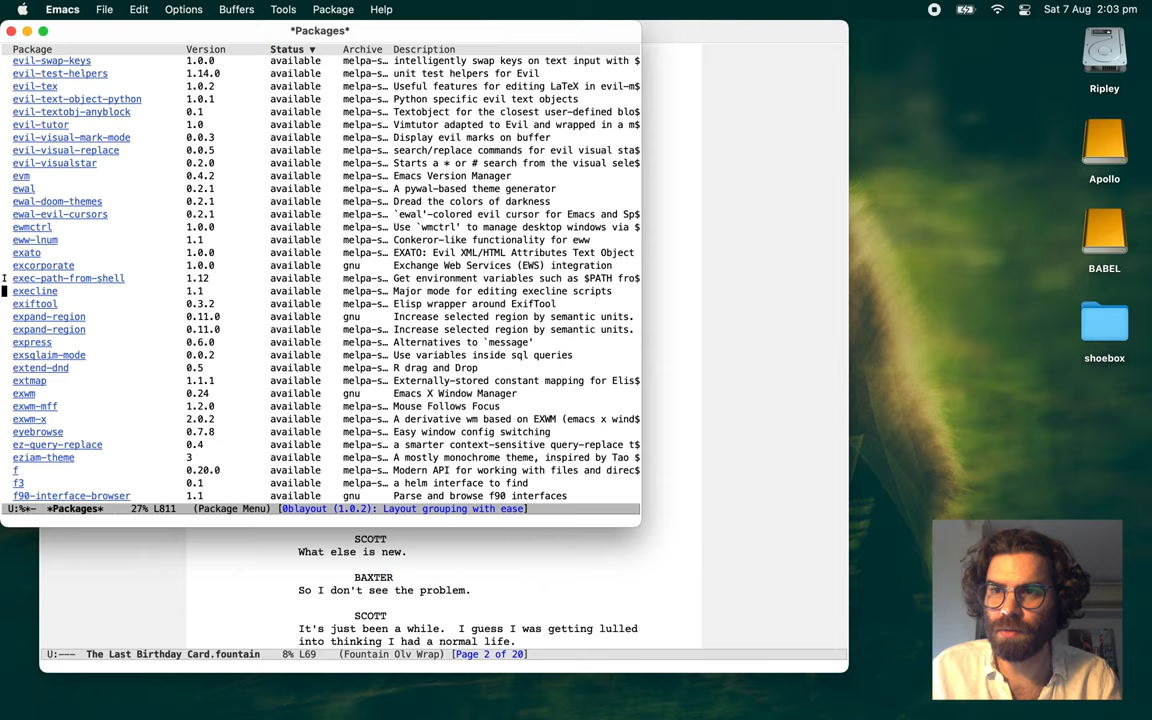 Emacs File Edit Options Buffers Tools Package Help Sat 7 Aug 2:03 pm
*Packages*
Package Version Status ▼ Archive Description
evil-swap-keys 1.0.0 available melpa-s… intelligently swap keys on text input with $
evil-test-helpers 1.14.0 available melpa-s… unit test helpers for Evil
evil-tex 1.0.2 available melpa-s… Useful features for editing LaTeX in evil-m$
evil-text-object-python 1.0.1 available melpa-s… Python specific evil text objects
evil-textobj-anyblock 0.1 available melpa-s… Textobject for the closest user-defined blo$
evil-tutor 1.0 available melpa-s… Vimtutor adapted to Evil and wrapped in a m$
evil-visual-mark-mode 0.0.3 available melpa-s… Display evil marks on buffer
evil-visual-replace 0.0.5 available melpa-s… search/replace commands for evil visual sta$
evil-visualstar 0.2.0 available melpa-s… Starts a * or # search from the visual sele$
evm 0.4.2 available melpa-s… Emacs Version Manager
ewal 0.2.1 available melpa-s… A pywal-based theme generator
ewal-doom-themes 0.2.1 available melpa-s… Dread the colors of darkness
ewal-evil-cursors 0.2.1 available melpa-s… `ewal'-colored evil cursor for Emacs and Sp$
ewmctrl 1.0.0 available melpa-s… Use `wmctrl' to manage desktop windows via $
eww-lnum 1.1 available melpa-s… Conkeror-like functionality for eww
exato 1.0.0 available melpa-s… EXATO: Evil XML/HTML Attributes Text Object
excorporate 1.0.0 available gnu Exchange Web Services (EWS) integration
I exec-path-from-shell 1.12 available melpa-s… Get environment variables such as $PATH fro$
execline 1.1 available melpa-s… Major mode for editing execline scripts
exiftool 0.3.2 available melpa-s… Elisp wrapper around ExifTool
expand-region 0.11.0 available gnu Increase selected region by semantic units.
expand-region 0.11.0 available melpa-s… Increase selected region by semantic units.
express 0.6.0 available melpa-s… Alternatives to `message'
exsqlaim-mode 0.0.2 available melpa-s… Use variables inside sql queries
extend-dnd 0.5 available melpa-s… R drag and Drop
extmap 1.1.1 available melpa-s… Externally-stored constant mapping for Elis$
exwm 0.24 available gnu Emacs X Window Manager
exwm-mff 1.2.0 available melpa-s… Mouse Follows Focus
exwm-x 2.0.2 available melpa-s… A derivative wm based on EXWM (emacs x wind$
eyebrowse 0.7.8 available melpa-s… Easy window config switching
ez-query-replace 0.4 available melpa-s… a smarter context-sensitive query-replace t$
eziam-theme 3 available melpa-s… A mostly monochrome theme, inspired by Tao $
f 0.20.0 available melpa-s… Modern API for working with files and direc$
f3 0.1 available melpa-s… a helm interface to find
f90-interface-browser 1.1 available gnu Parse and browse f90 interfaces
U:%*- *Packages* 27% L811 (Package Menu) [0blayout (1.0.2): Layout grouping with ease]
SCOTT
What else is new.
BAXTER
So I don't see the problem.
SCOTT
It's just been a while. I guess I was getting lulled
into thinking I had a normal life.
U:--- The Last Birthday Card.fountain 8% L69 (Fountain Olv Wrap) [Page 2 of 20]
Ripley
Apollo
BABEL
shoebox